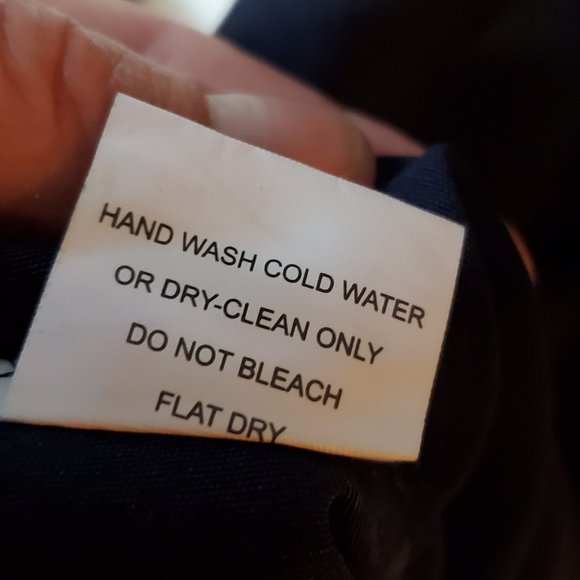 HAND WASH COLD WATER
OR DRY-CLEAN ONLY
DO NOT BLEACH
FLAT DRY